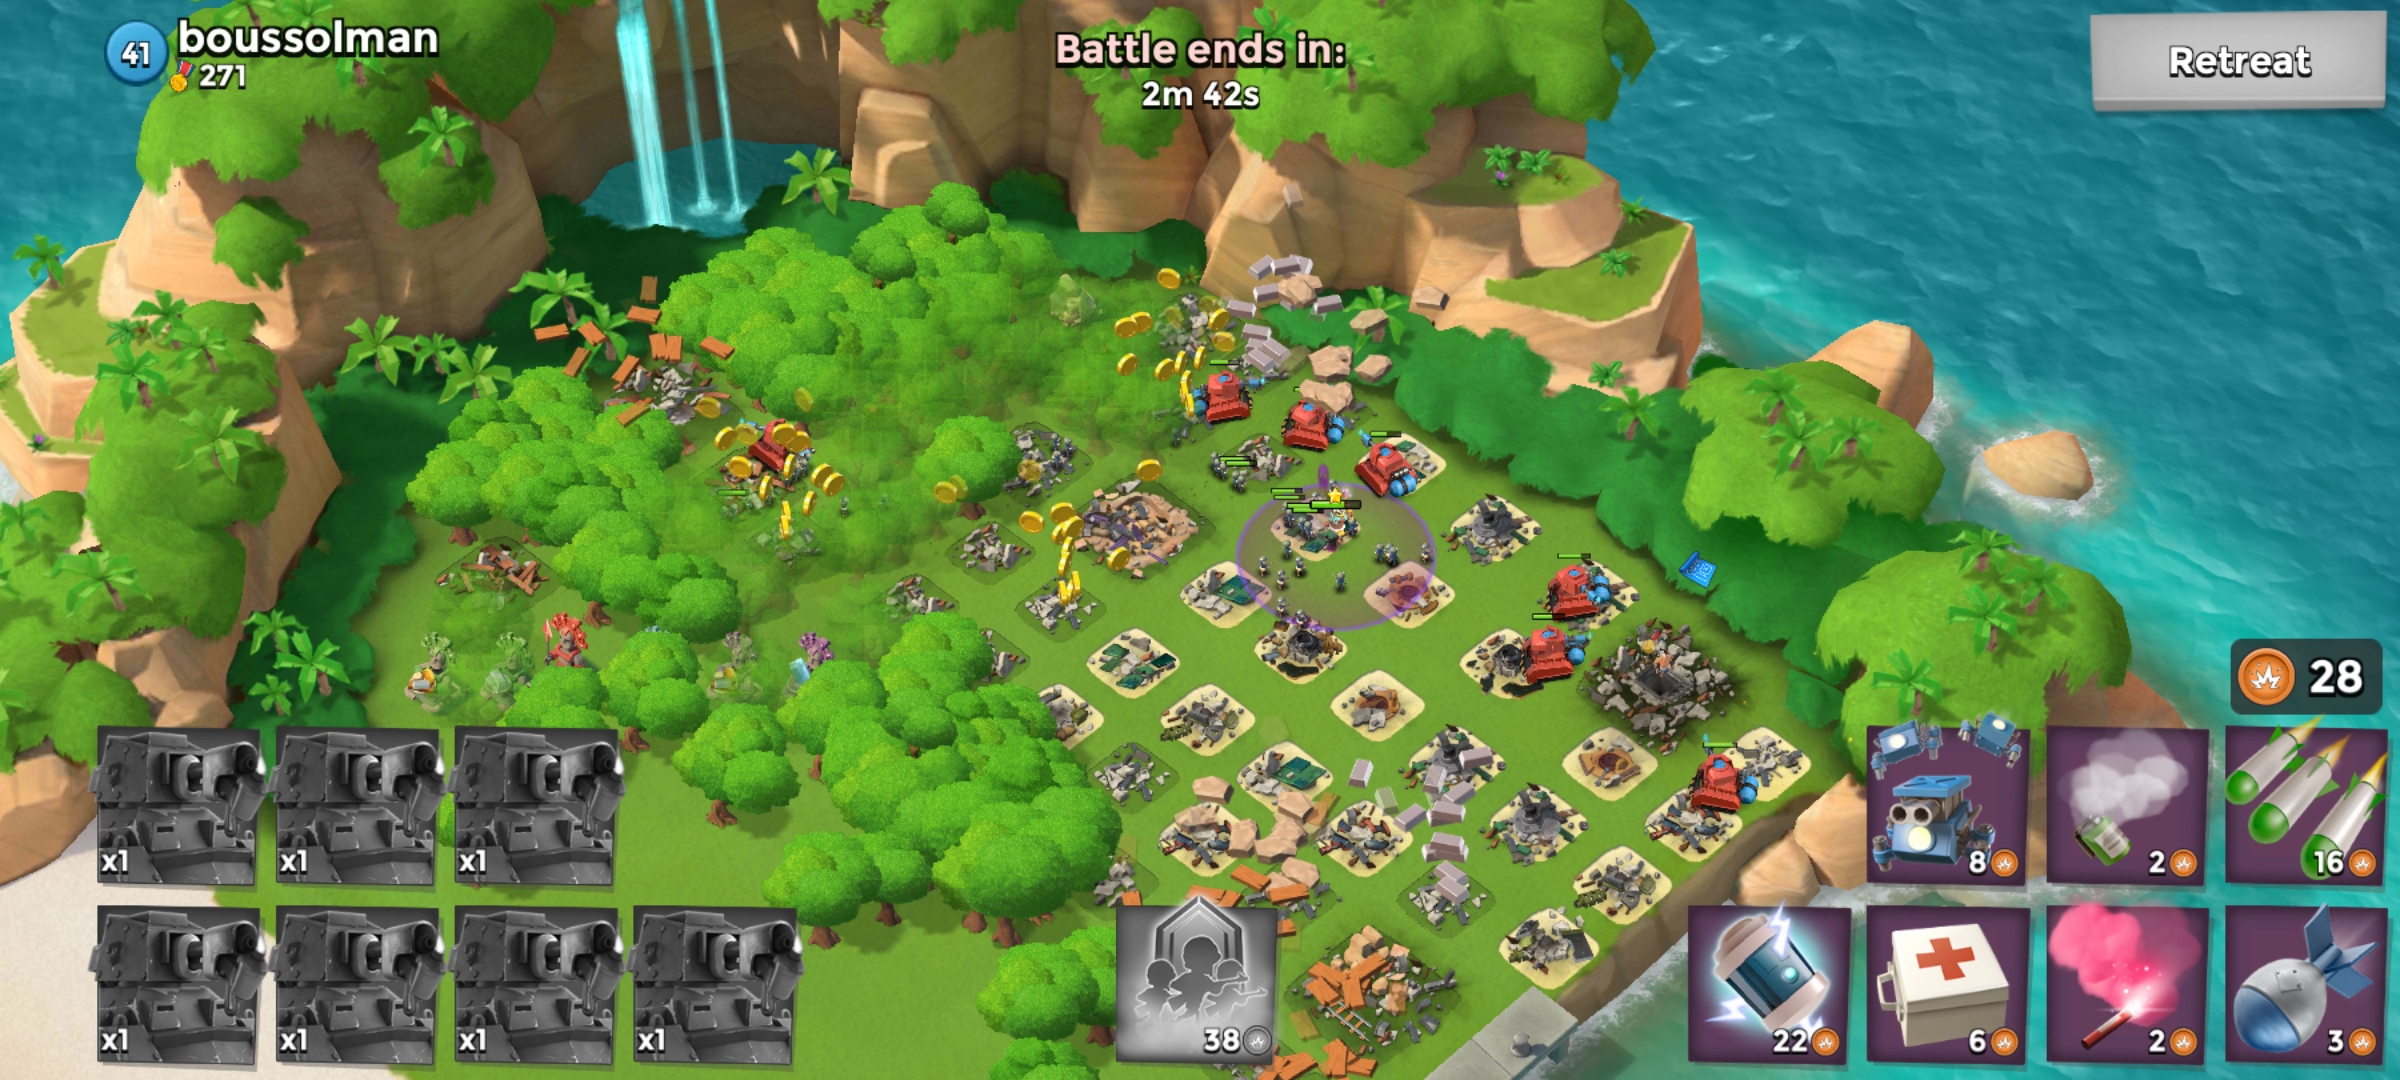 41
boussolman
271
Battle ends in:
2m 42s
Retreat
28
8
2
16
x1
x1
x1
22
6
2
3
x1
x1
x1
x1
38